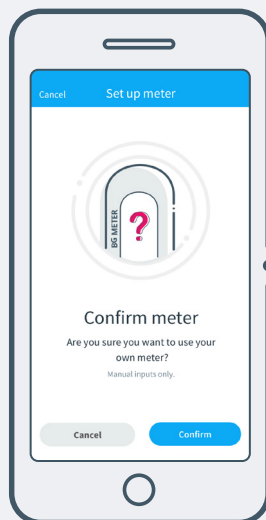 Cancel Set up meter
BG METER
?
Confirm meter
Are you sure you want to use your
own meter?
Manual inputs only.
Cancel Confirm